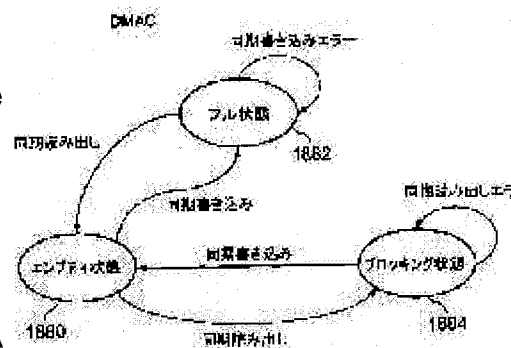 DMAC
同期書き込みエラー
フル状態
1882
同期読み出し
同期書き込み
同期読み出しエラ
エンプティ状態
同期書き込み
ブロッキング状態
1880
同期読み出し
1884